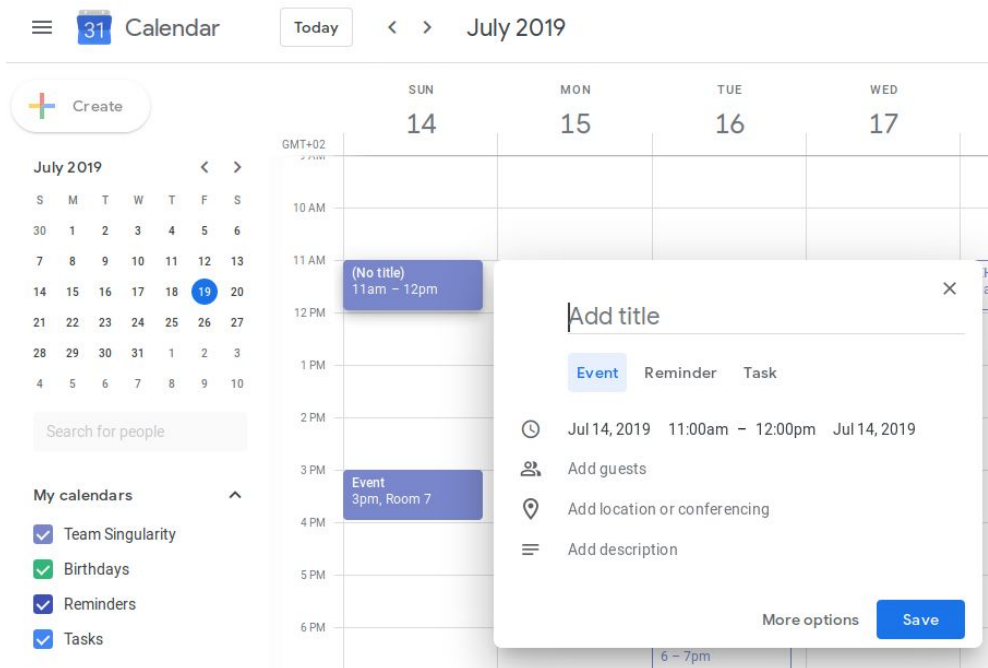 31 Calendar Today July 2019
Create
SUN MON TUE WED
14 15 16 17
GMT+02
July 2019
S M T W T F S
30 1 2 3 4 5 6
7 8 9 10 11 12 13
14 15 16 17 18 19 20
21 22 23 24 25 26 27
28 29 30 31 1 2 3
4 5 6 7 8 9 10
Search for people
My calendars
Team Singularity
Birthdays
Reminders
Tasks
10 AM
11 AM
12 PM
1 PM
2 PM
3 PM
4 PM
5 PM
6 PM
(No title)
11am – 12pm
Event
3pm, Room 7
Add title
Event Reminder Task
Jul 14, 2019 11:00am – 12:00pm Jul 14, 2019
Add guests
Add location or conferencing
Add description
More options Save
6 – 7pm